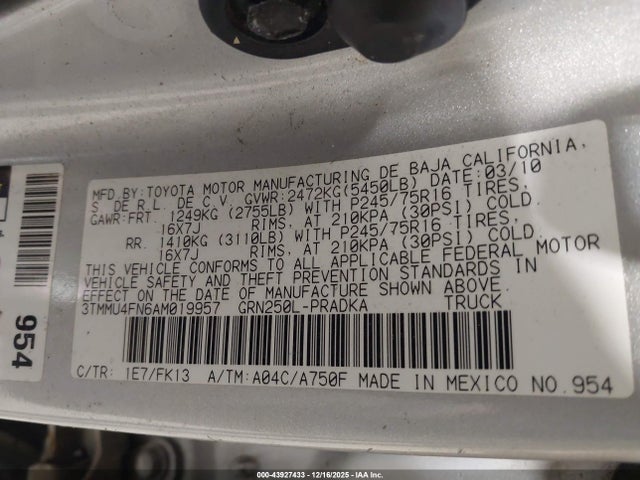 MFD.BY:TOYOTA MOTOR MANUFACTURING DE BAJA CALIFORNIA,
S. DE R.L. DE C.V. GVWR:2472KG(5450LB) DATE:03/10
GAWR:FRT. 1249KG (2755LB) WITH P245/75R16 TIRES,
16X7J RIMS, AT 210KPA (30PSI) COLD.
RR. 1410KG (3110LB) WITH P245/75R16 TIRES,
16X7J RIMS, AT 210KPA (30PSI) COLD.
THIS VEHICLE CONFORMS TO ALL APPLICABLE FEDERAL MOTOR
VEHICLE SAFETY AND THEFT PREVENTION STANDARDS IN
EFFECT ON THE DATE OF MANUFACTURE SHOWN ABOVE.
3TMMU4FN6AM019957 GRN250L-PRADKA TRUCK
C/TR: 1E7/FK13 A/TM:A04C/A750F MADE IN MEXICO NO.954
954
000-43927433 - 12/16/2025 - IAA Inc.